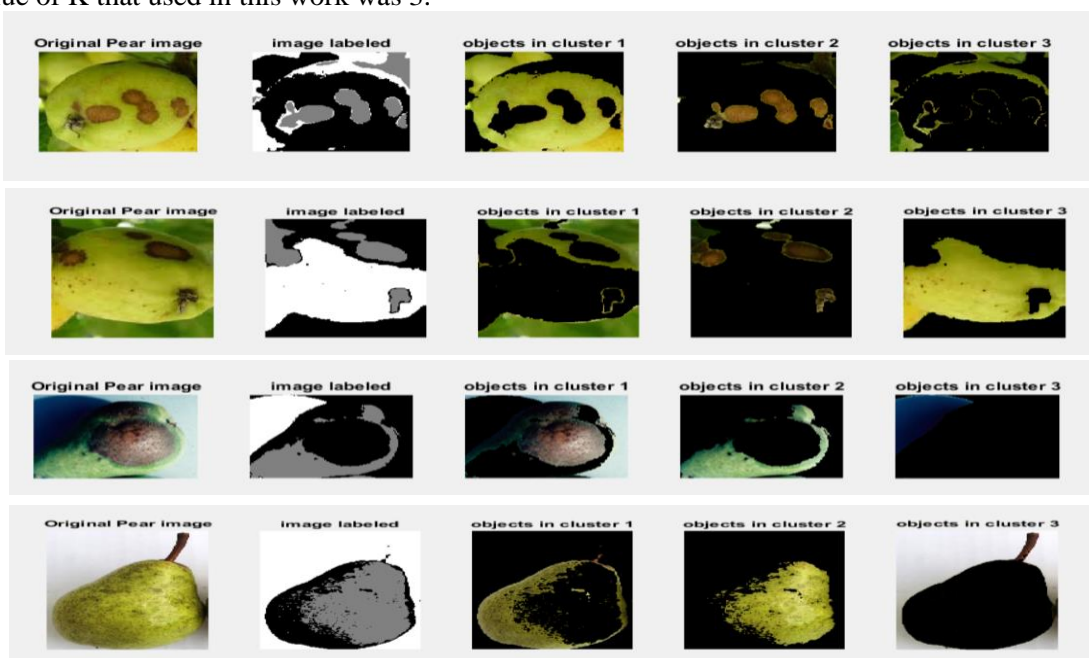 ue of K that used in this work was 3.
Original Pear image image labeled objects in cluster 1 objects in cluster 2 objects in cluster 3
Original Pear image image labeled objects in cluster 1 objects in cluster 2 objects in cluster 3
Original Pear image image labeled objects in cluster 1 objects in cluster 2 objects in cluster 3
Original Pear image image labeled objects in cluster 1 objects in cluster 2 objects in cluster 3